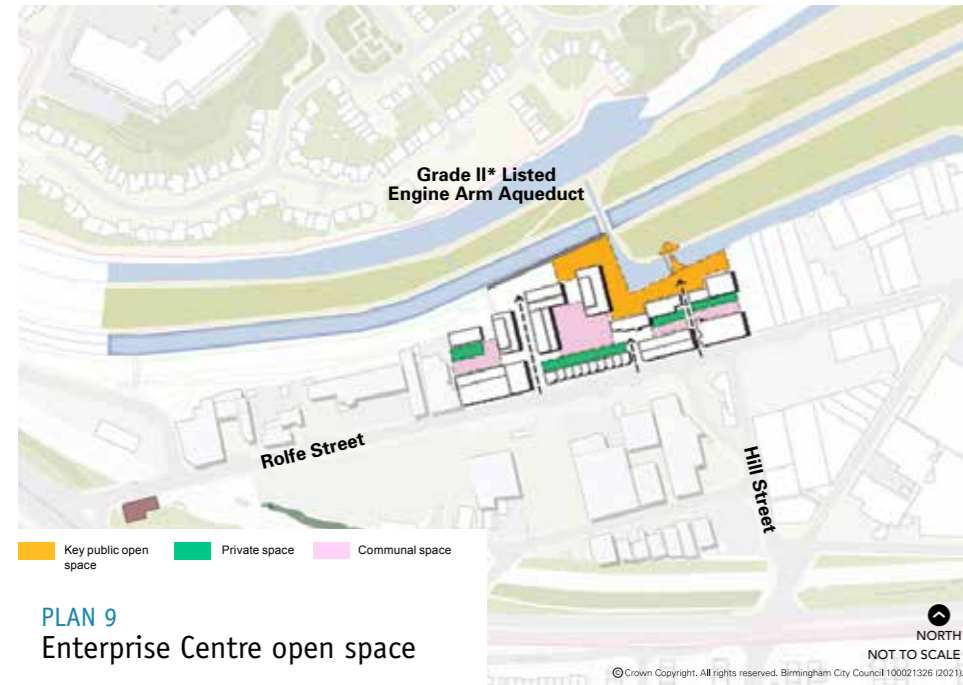 Grade II* Listed
Engine Arm Aqueduct
Rolfe Street
Hill Street
Key public open
space
Private space
Communal space
PLAN 9
Enterprise Centre open space
NORTH
NOT TO SCALE
© Crown Copyright. All rights reserved. Birmingham City Council 100021326 (2021).